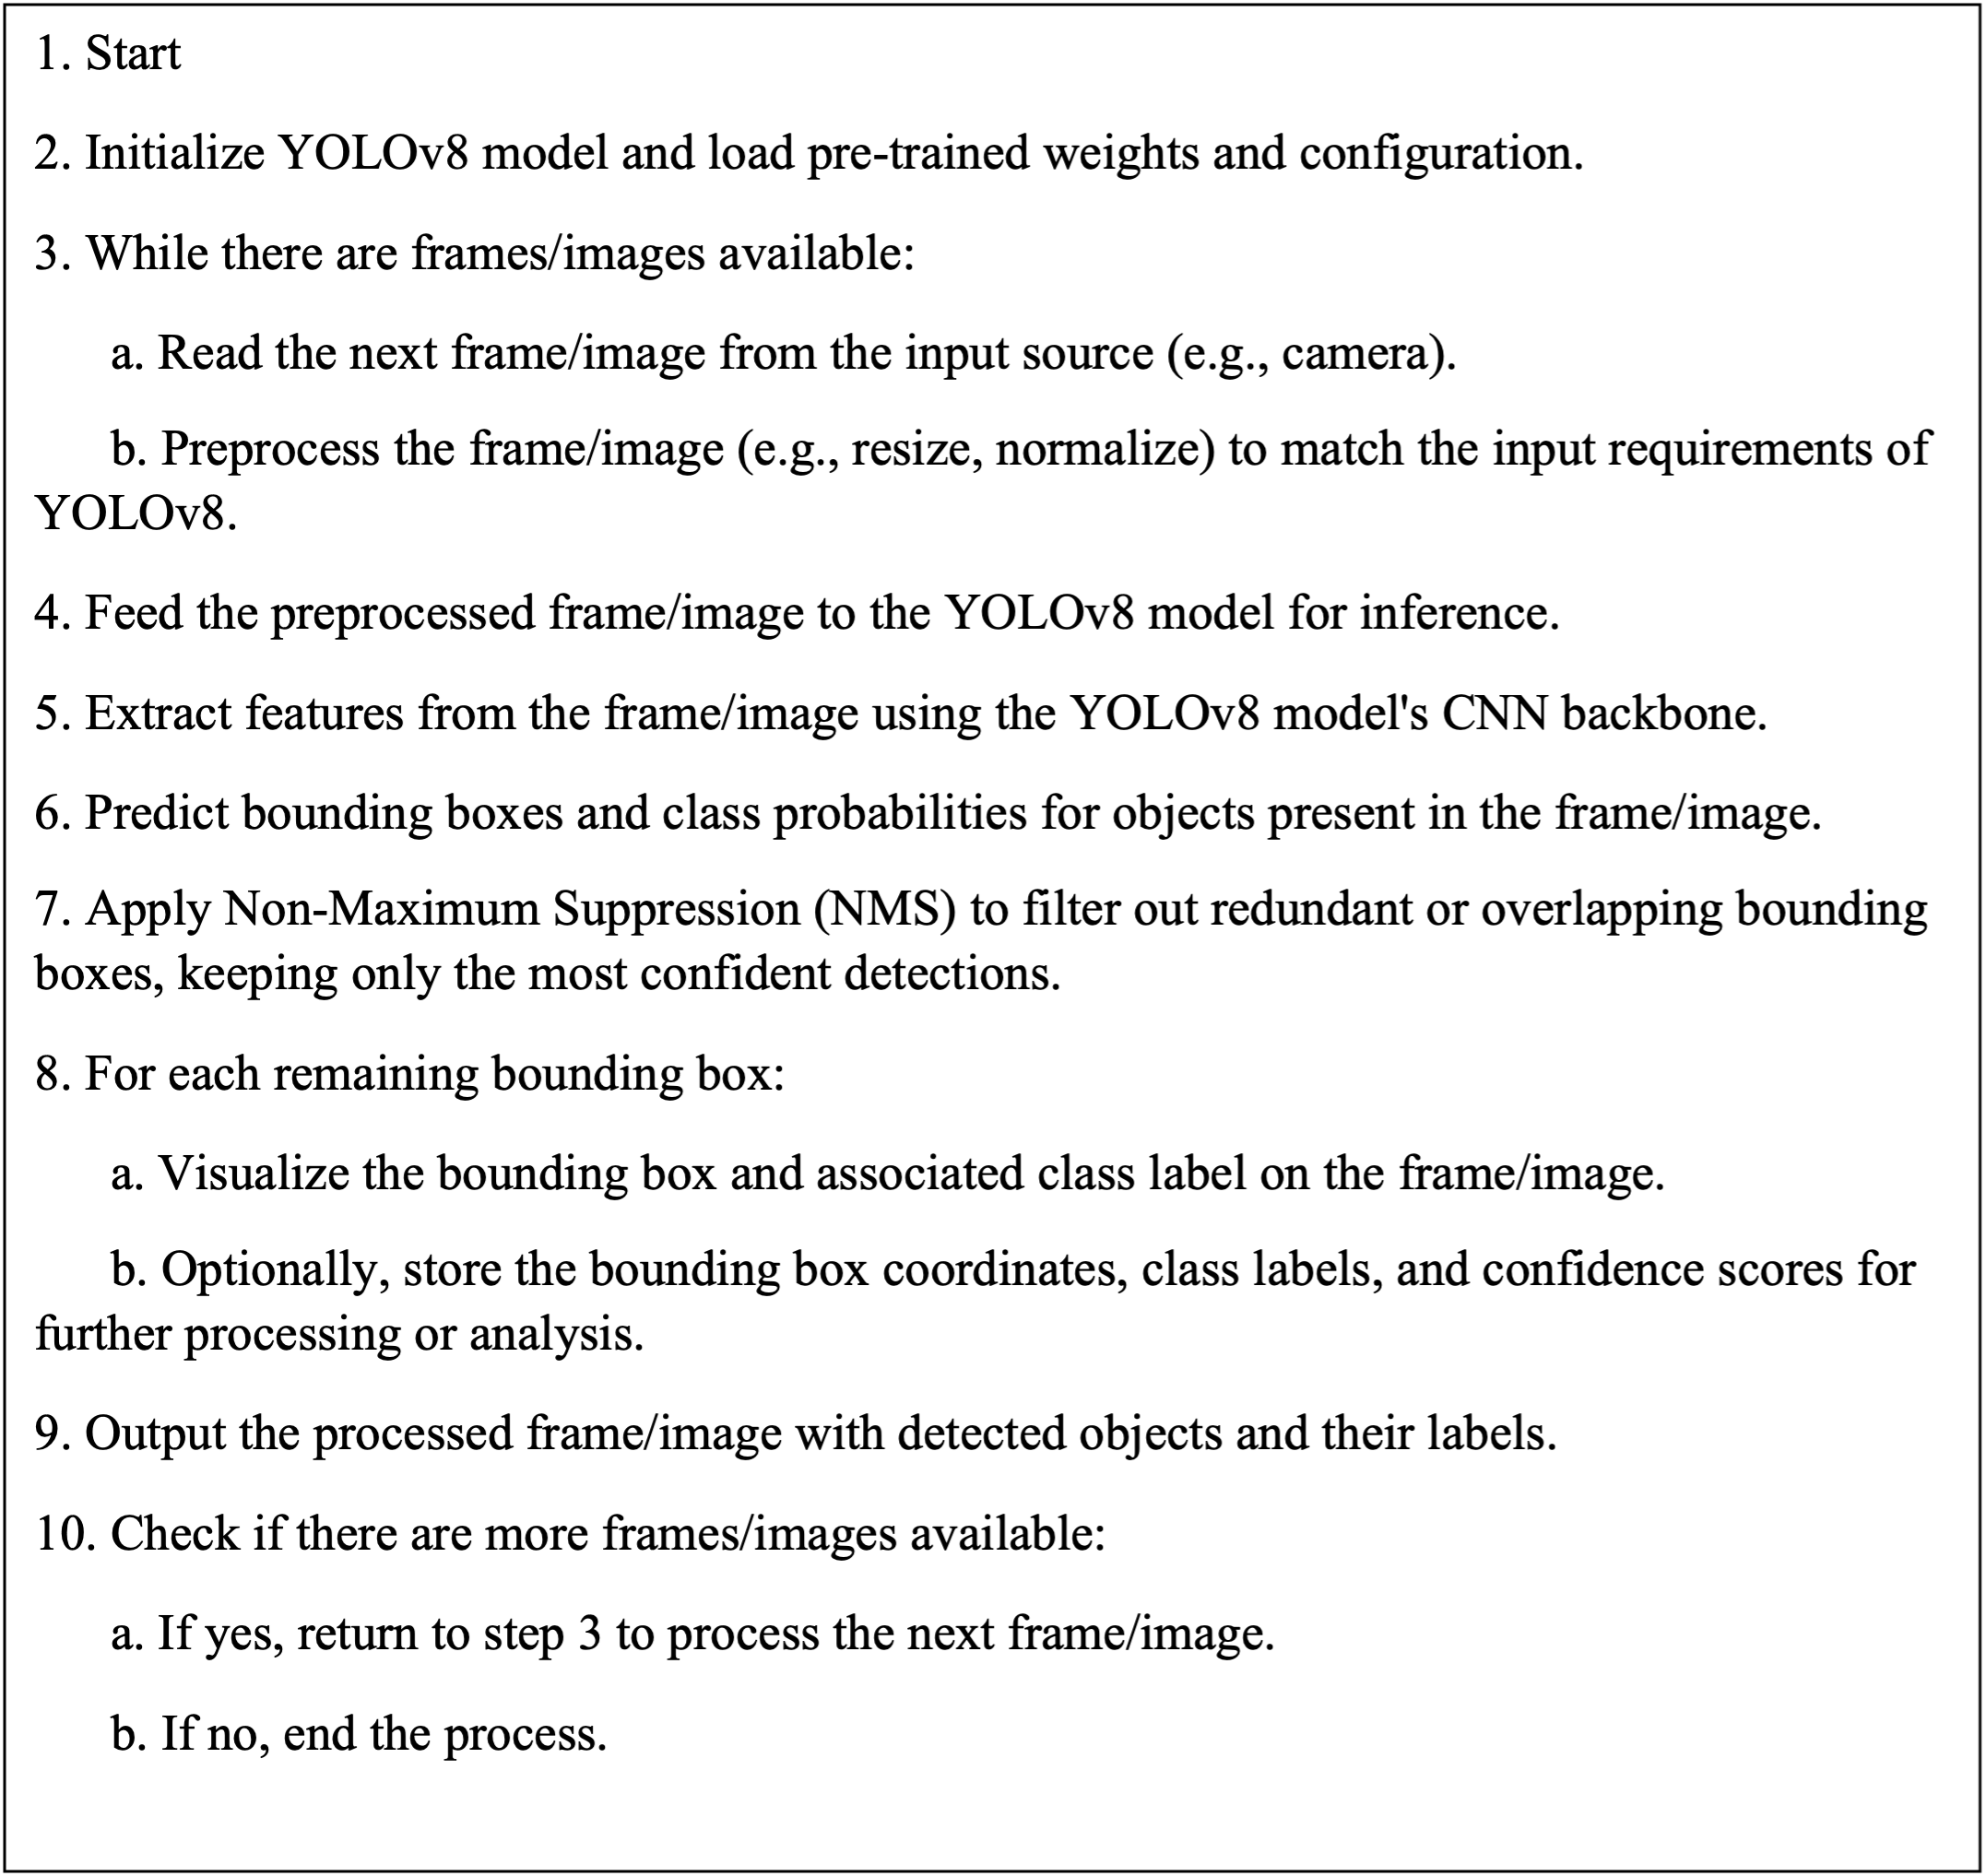 1. Start
2. Initialize YOLOv8 model and load pre-trained weights and configuration.
3. While there are frames/images available:
a. Read the next frame/image from the input source (e.g., camera).
b. Preprocess the frame/image (e.g., resize, normalize) to match the input requirements of
YOLOv8.
4. Feed the preprocessed frame/image to the YOLOv8 model for inference.
5. Extract features from the frame/image using the YOLOv8 model's CNN backbone.
6. Predict bounding boxes and class probabilities for objects present in the frame/image.
7. Apply Non-Maximum Suppression (NMS) to filter out redundant or overlapping bounding
boxes, keeping only the most confident detections.
8. For each remaining bounding box:
a. Visualize the bounding box and associated class label on the frame/image.
b. Optionally, store the bounding box coordinates, class labels, and confidence scores for
further processing or analysis.
9. Output the processed frame/image with detected objects and their labels.
10. Check if there are more frames/images available:
a. If yes, return to step 3 to process the next frame/image.
b. If no, end the process.